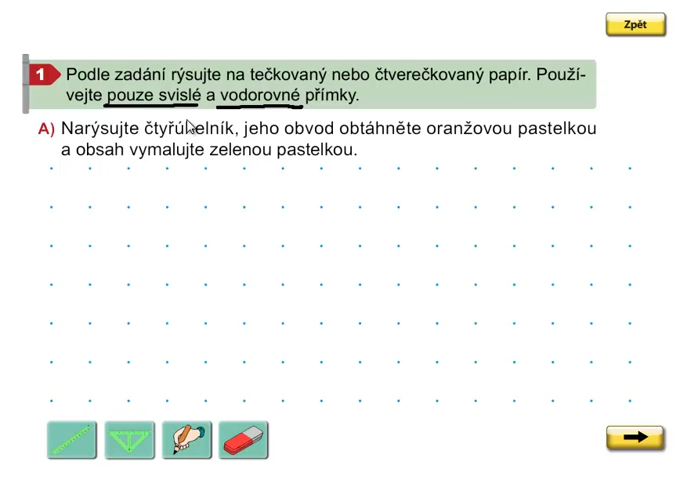 Zpět
1 Podle zadání rýsujte na tečkovaný nebo čtverečkovaný papír. Použí-
vejte pouze svislé a vodorovné přímky.
A) Narýsujte čtyřúhelník, jeho obvod obtáhněte oranžovou pastelkou
a obsah vymalujte zelenou pastelkou.